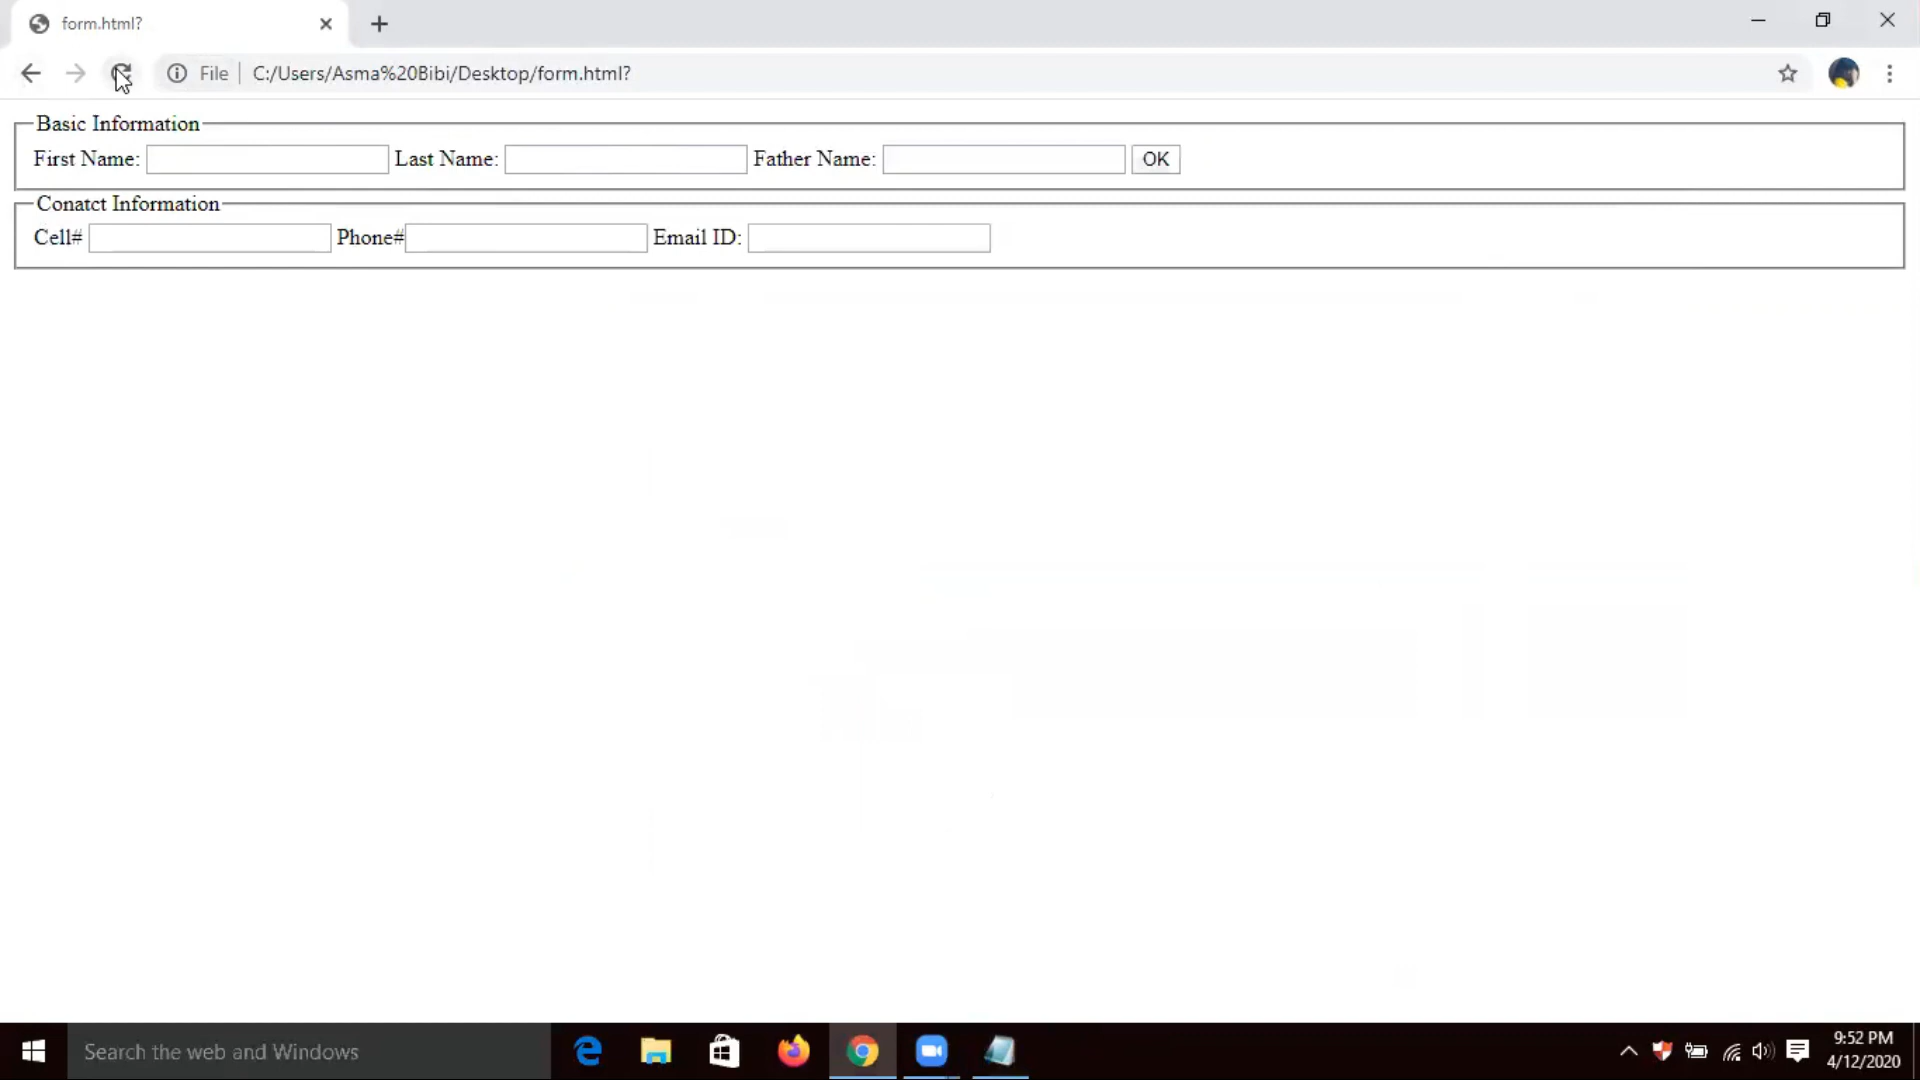 form.html?
File C:/Users/Asma%20Bibi/Desktop/form.html?
Basic Information
First Name: Last Name: Father Name: OK
Conatct Information
Cell# Phone# Email ID:
Search the web and Windows
9:52 PM
4/12/2020